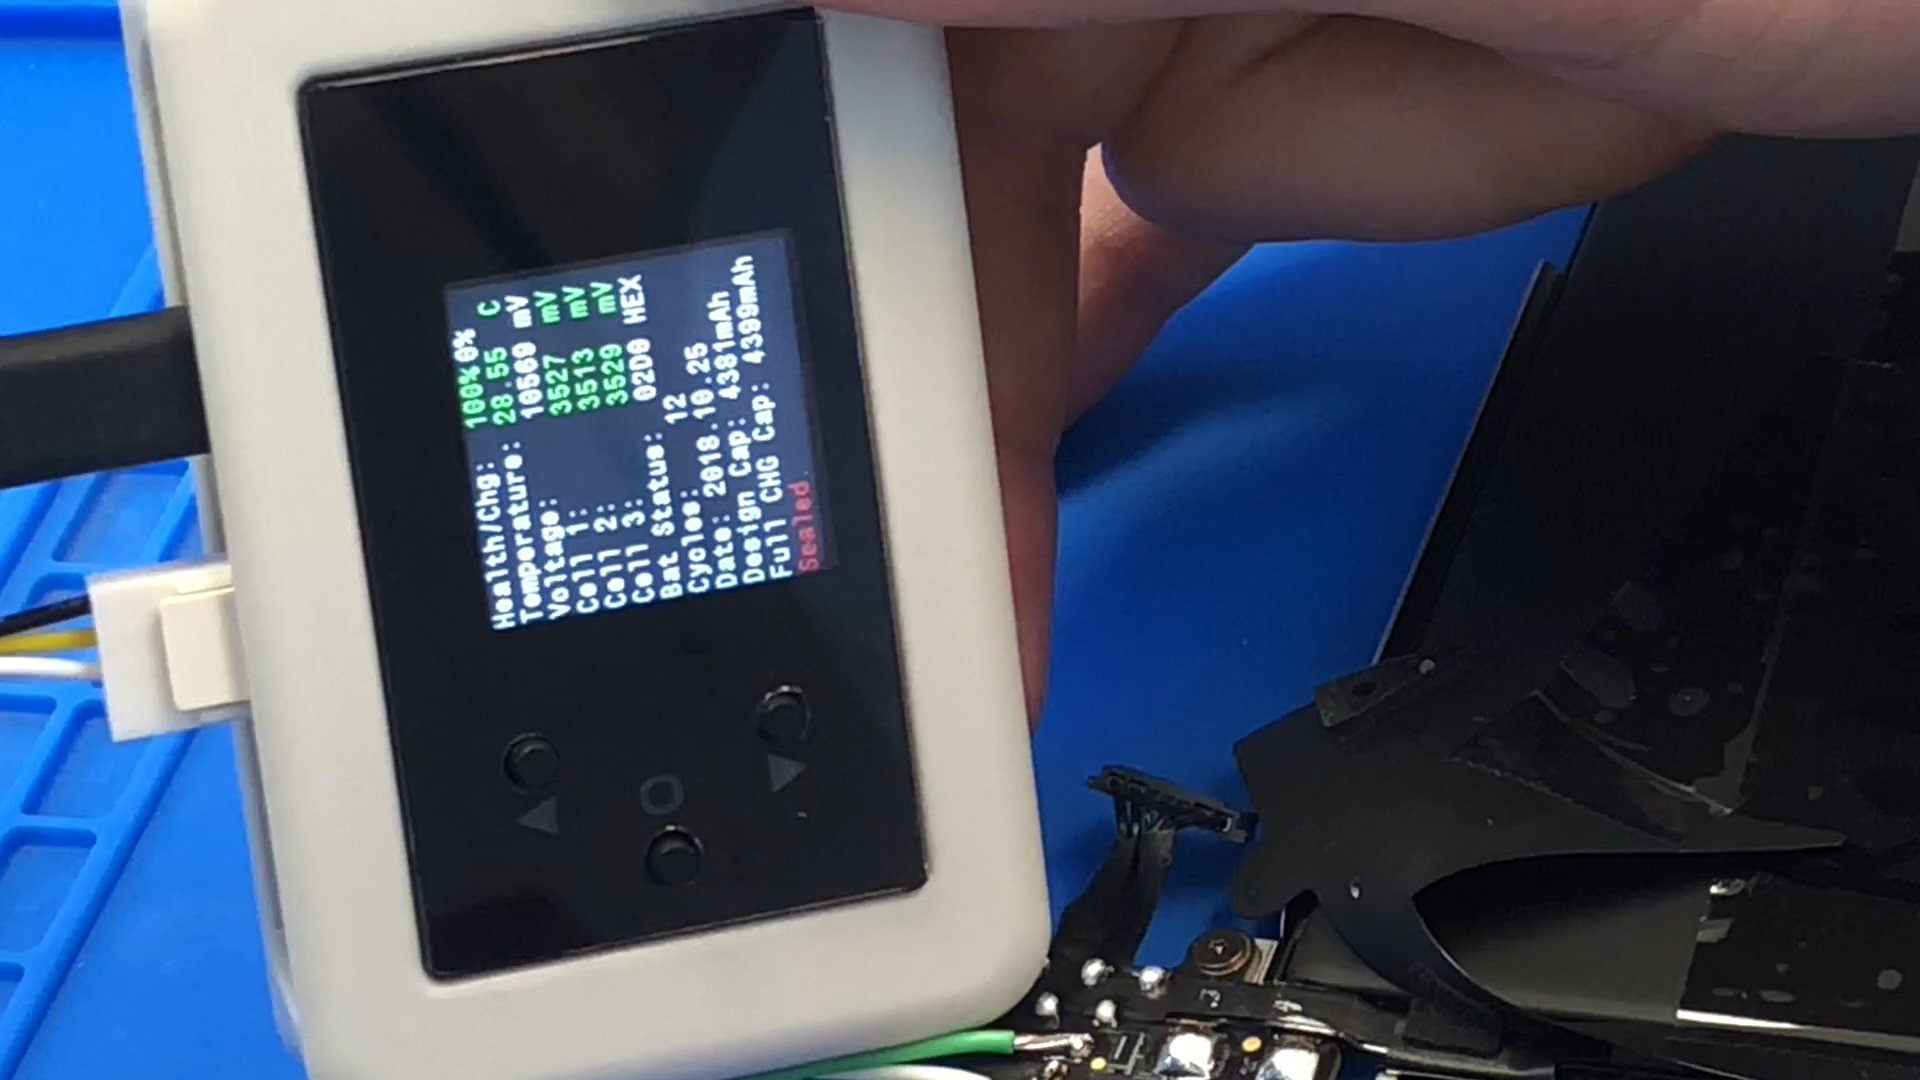 Health/Chg: 100%0%
Temperature: 28.55 C
Voltage: 10569 mV
Cell 1: 3527 mV
Cell 2: 3513 mV
Cell 3: 3529 mV
Bat Status: 02D0 HEX
Cycles: 12
Date: 2018.10.25
Design Cap: 4381mAh
Full CHG Cap: 4399mAh
Sealed